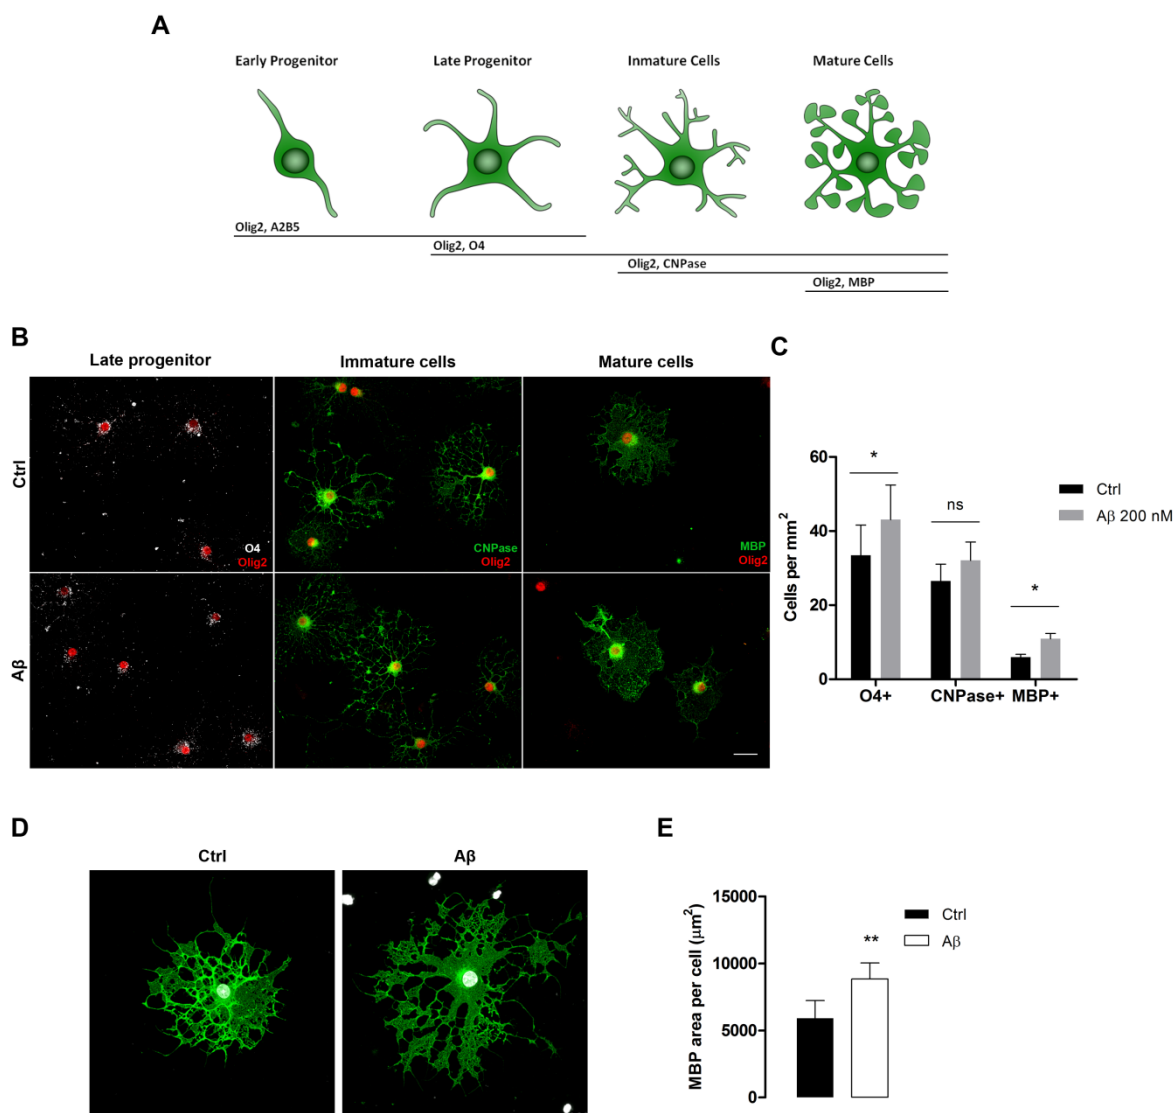 A
Early Progenitor
Late Progenitor
Inmature Cells
Mature Cells
Olig2, A2B5
Olig2, O4
Olig2, CNPase
Olig2, MBP
B
Late progenitor
Immature cells
Mature cells
Ctrl
O4
Olig2
CNPase
Olig2
MBP
Olig2
Aβ
C
Cells per mm²
60
40
20
0
*
ns
*
O4+
CNPase+
MBP+
Ctrl
Aβ 200 nM
D
Ctrl
Aβ
E
MBP area per cell (μm²)
15000
10000
5000
0
**
Ctrl
Aβ